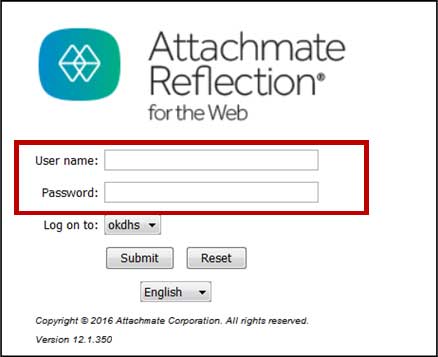 Attachmate
Reflection®
for the Web
User name:
Password:
Log on to: okdhs
Submit Reset
English
Copyright © 2016 Attachmate Corporation. All rights reserved.
Version 12.1.350